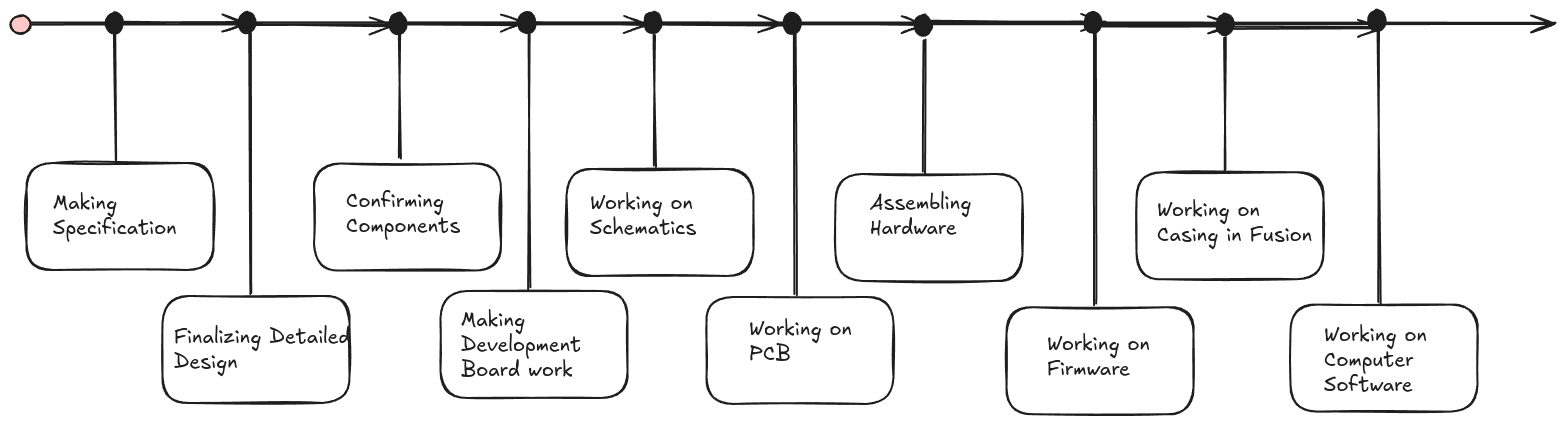 Making
Specification
Finalizing Detailed
Design
Confirming
Components
Making
Development
Board work
Working on
Schematics
Working on
PCB
Assembling
Hardware
Working on
Firmware
Working on
Casing in Fusion
Working on
Computer
Software